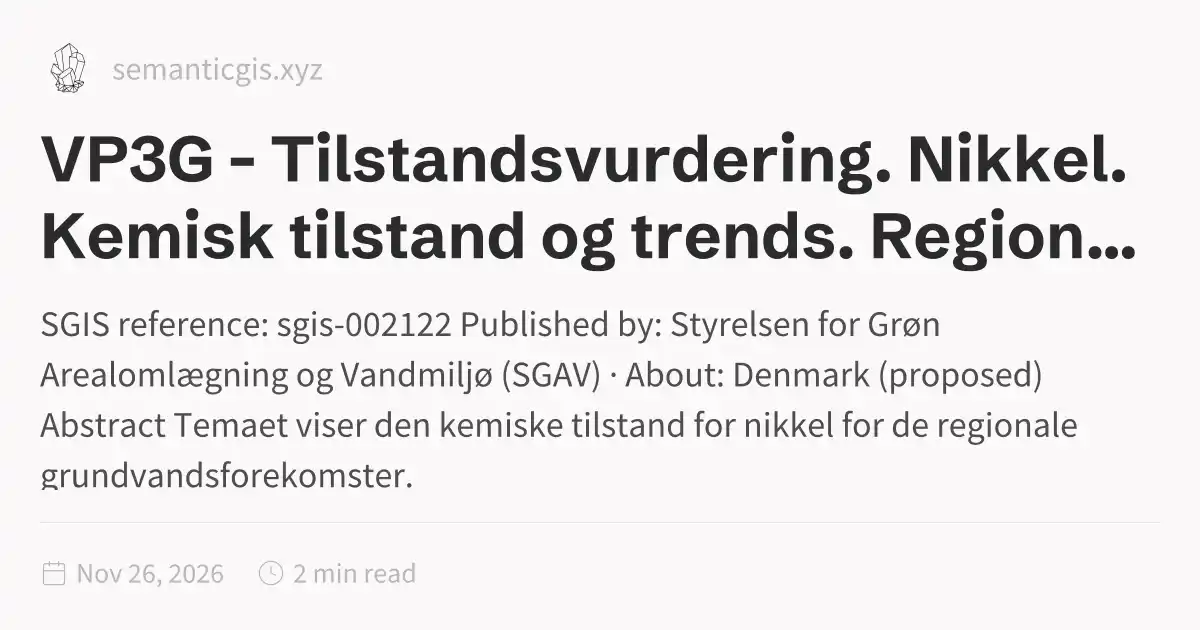 semanticgis.xyz
VP3G - Tilstandsvurdering. Nikkel.
Kemisk tilstand og trends. Region...
SGIS reference: sgis-002122 Published by: Styrelsen for Grøn
Arealomlægning og Vandmiljø (SGAV) · About: Denmark (proposed)
Abstract Temaet viser den kemiske tilstand for nikkel for de regionale
grundvandsforekomster.
Nov 26, 2026
2 min read